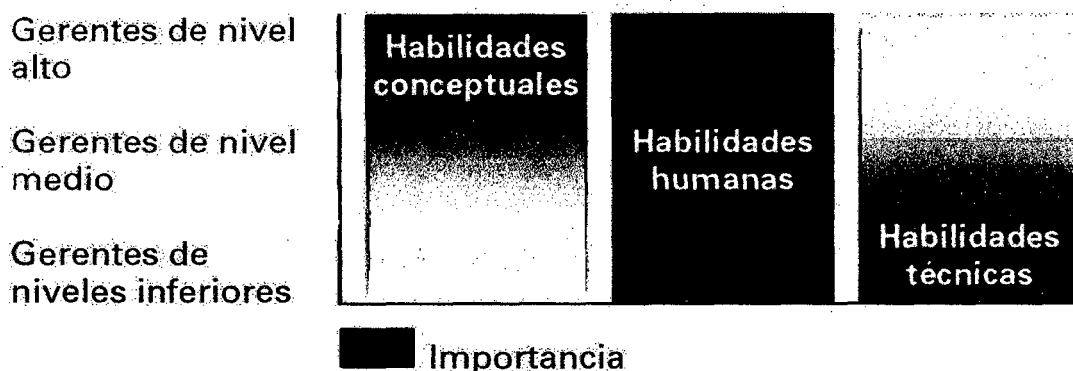 Gerentes de nivel
alto
Gerentes de nivel
medio
Gerentes de
niveles inferiores
Habilidades
conceptuales
Habilidades
humanas
Habilidades
técnicas
Importancia